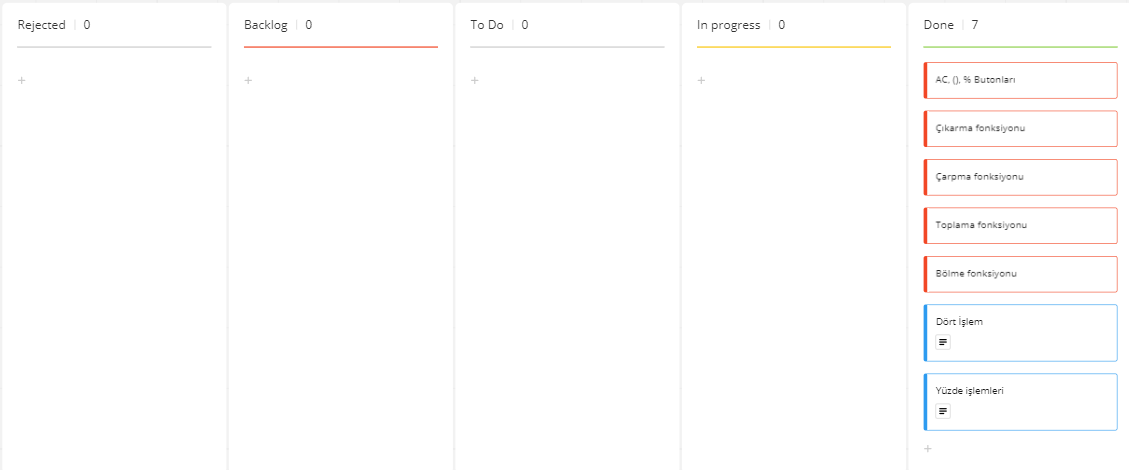 Rejected | 0
Backlog | 0
To Do | 0
In progress | 0
Done | 7
+
+
+
+
AC, (), % Butonları
Çıkarma fonksiyonu
Çarpma fonksiyonu
Toplama fonksiyonu
Bölme fonksiyonu
Dört İşlem
Yüzde işlemleri
+